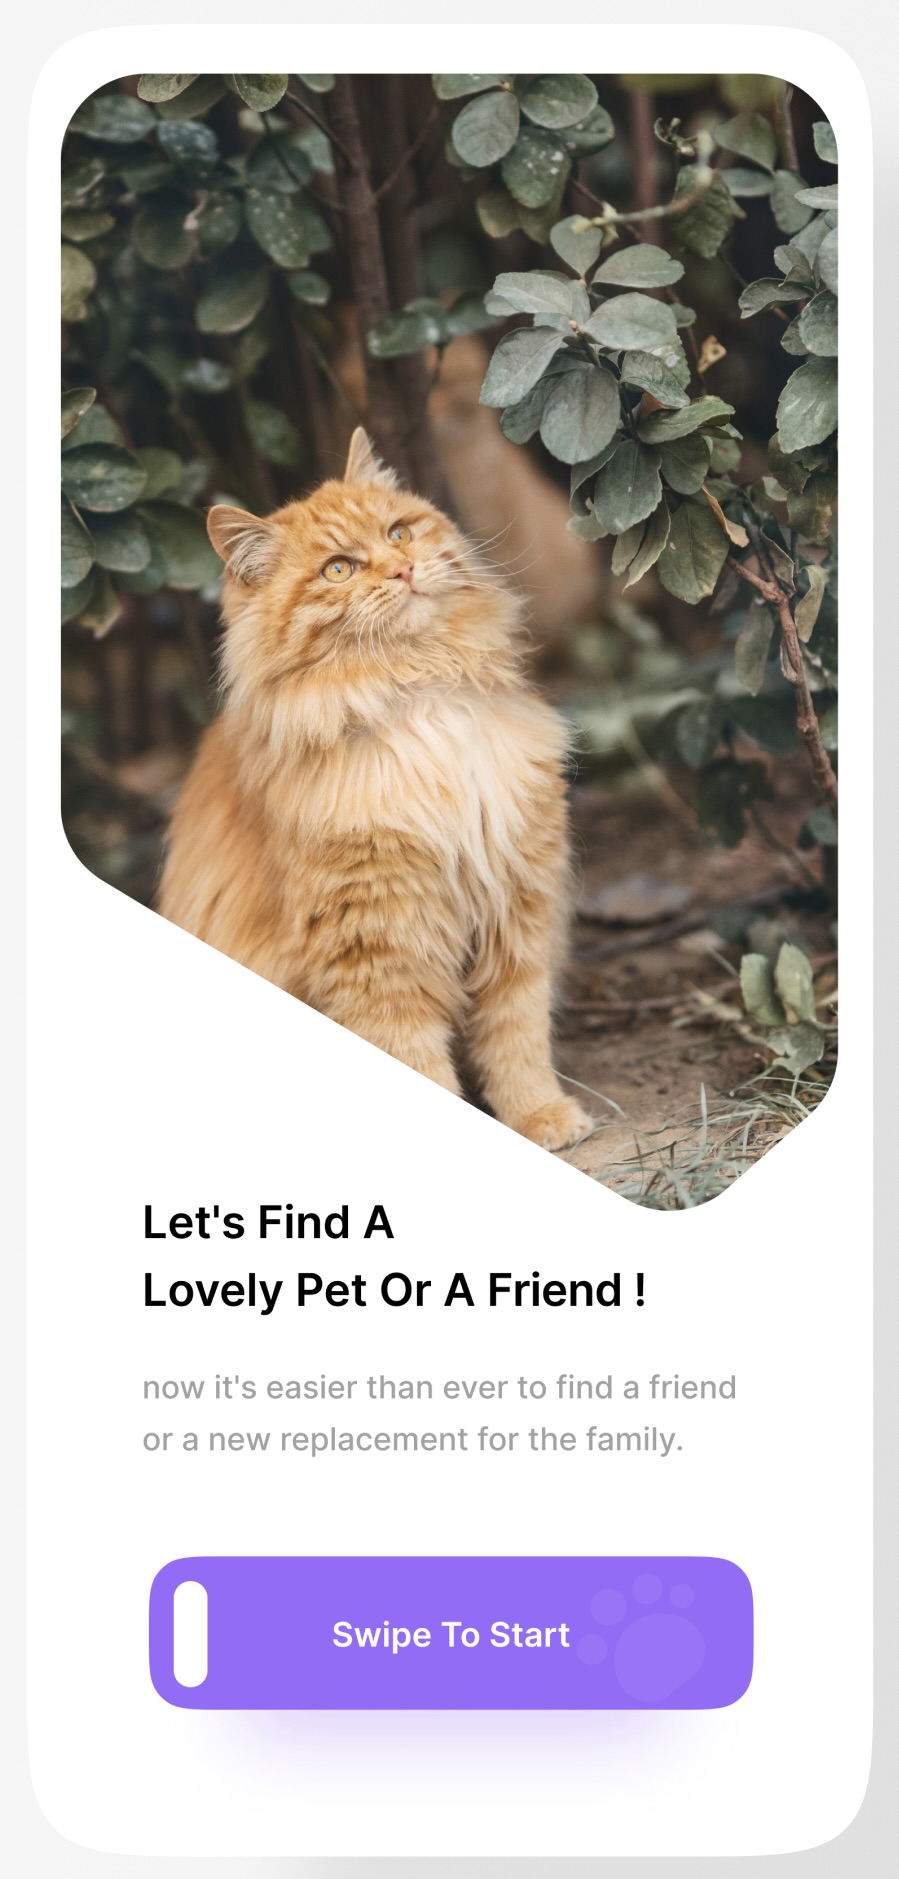 Let's Find A
Lovely Pet Or A Friend !
now it's easier than ever to find a friend
or a new replacement for the family.
Swipe To Start